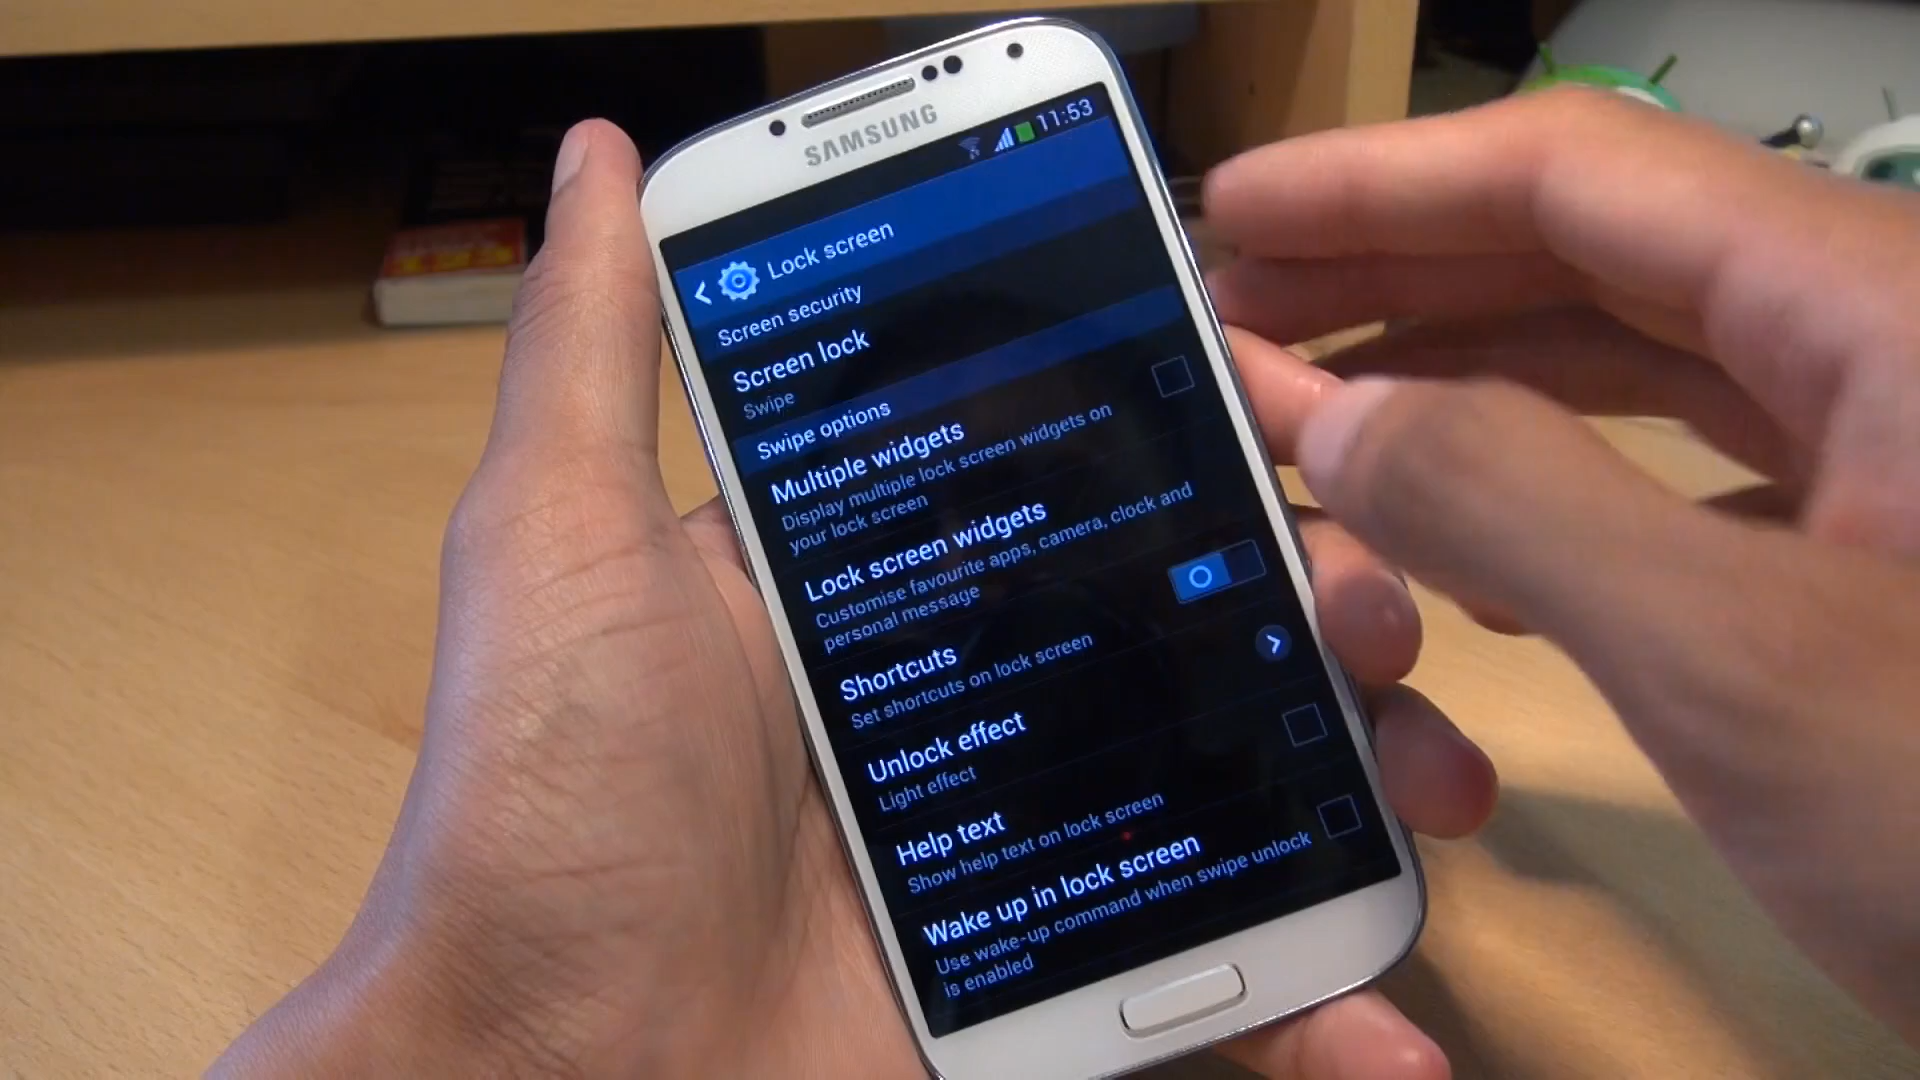 SAMSUNG
11:53
Lock screen
Screen security
Screen lock
Swipe
Swipe options
Multiple widgets
Display multiple lock screen widgets on
your lock screen
Lock screen widgets
Customise favourite apps, camera, clock and
personal message
Shortcuts
Set shortcuts on lock screen
Unlock effect
Light effect
Help text
Show help text on lock screen
Wake up in lock screen
Use wake-up command when swipe unlock
is enabled